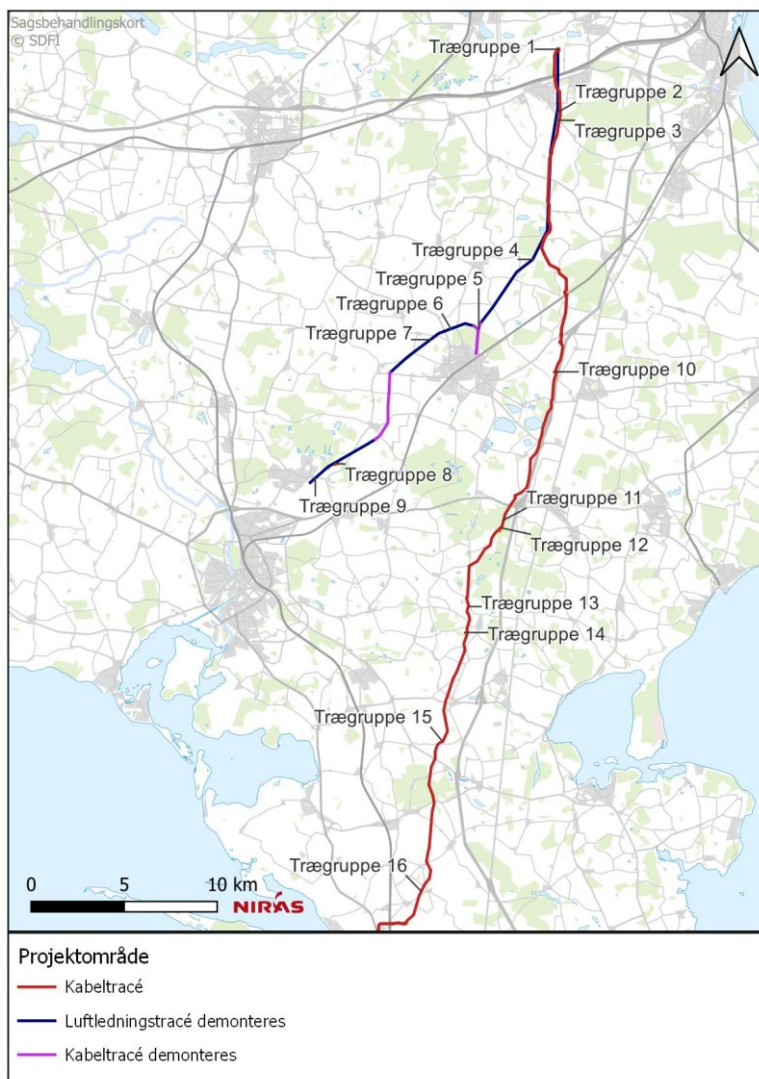 Sagsbehandlingskort
© SDFI
Trægruppe 1
Trægruppe 2
Trægruppe 3
Trægruppe 4
Trægruppe 5
Trægruppe 6
Trægruppe 7
Trægruppe 10
Trægruppe 8
Trægruppe 9
Trægruppe 11
Trægruppe 12
Trægruppe 13
Trægruppe 14
Trægruppe 15
Trægruppe 16
0 5 10 km
NIRAS
Projektområde
Kabeltracé
Luftledningstracé demonteres
Kabeltracé demonteres